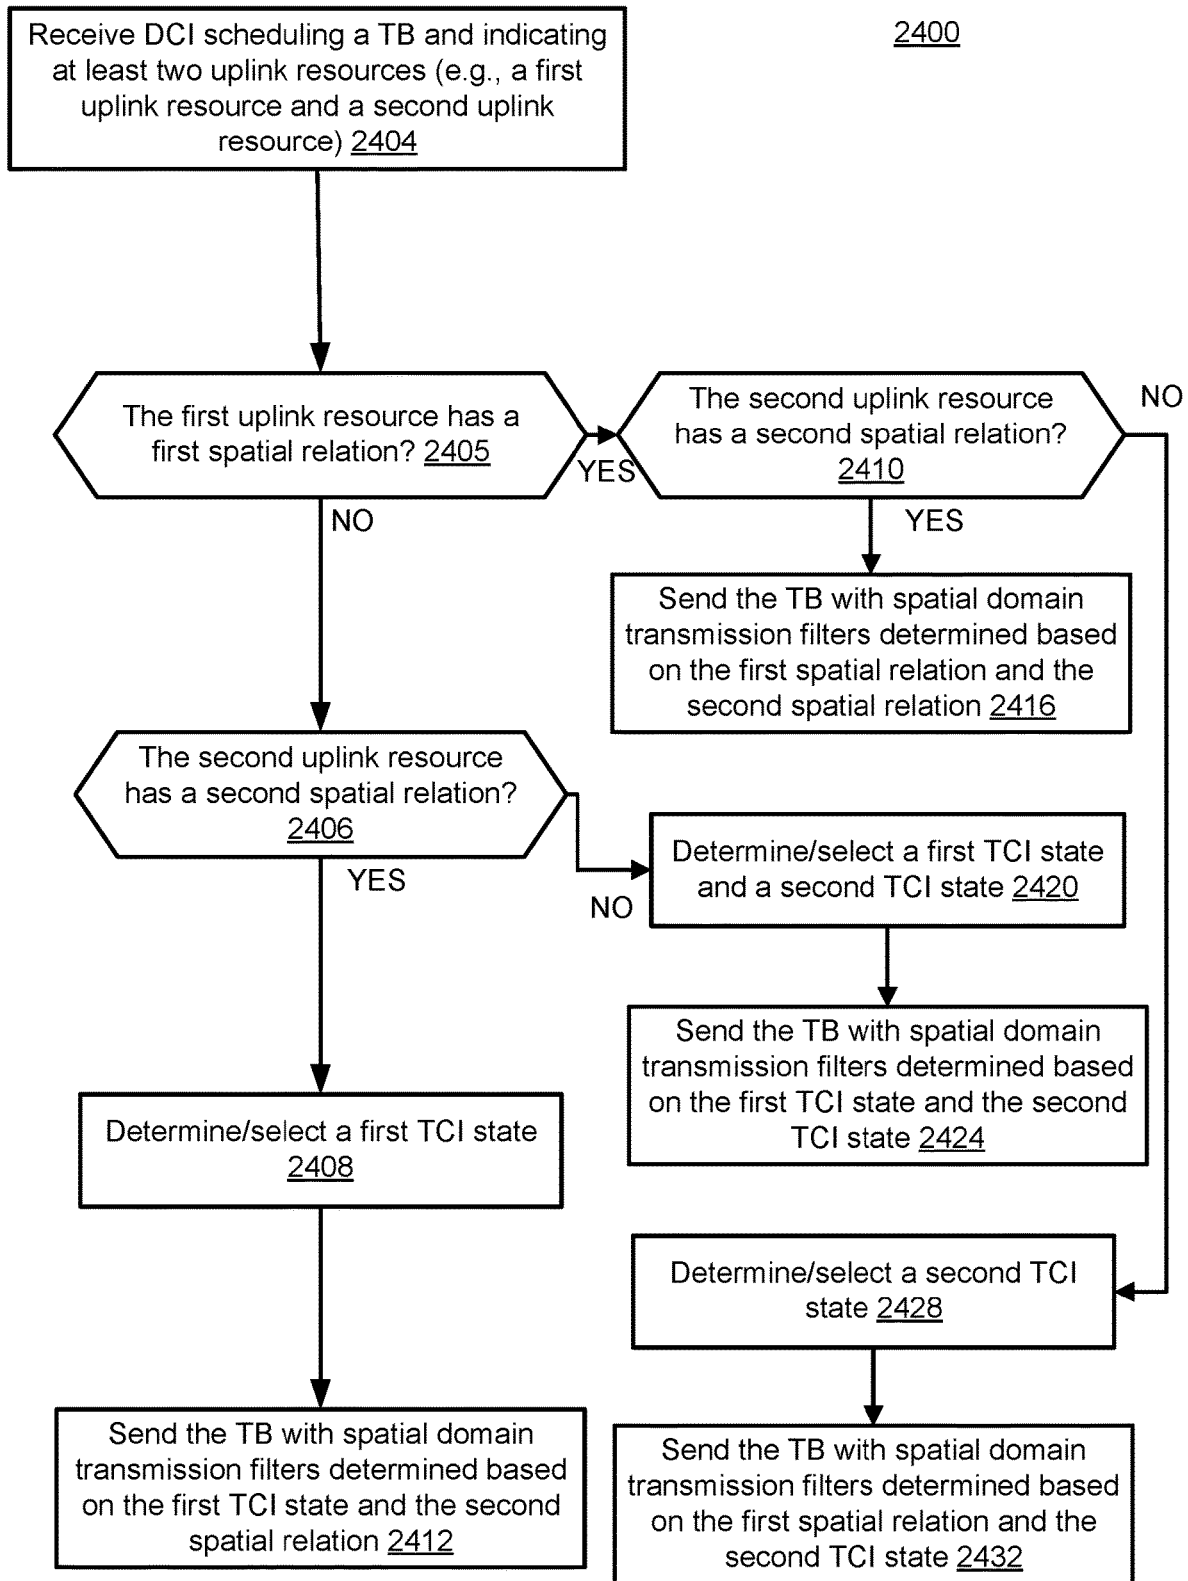 2400
Receive DCI scheduling a TB and indicating
at least two uplink resources (e.g., a first
uplink resource and a second uplink
resource) 2404
The first uplink resource has a
first spatial relation? 2405
YES
NO
The second uplink resource
has a second spatial relation?
2410
NO
YES
Send the TB with spatial domain
transmission filters determined based
on the first spatial relation and the
second spatial relation 2416
The second uplink resource
has a second spatial relation?
2406
YES
NO
Determine/select a first TCI state
and a second TCI state 2420
Send the TB with spatial domain
transmission filters determined based
on the first TCI state and the second
TCI state 2424
Determine/select a first TCI state
2408
Determine/select a second TCI
state 2428
Send the TB with spatial domain
transmission filters determined based
on the first TCI state and the second
spatial relation 2412
Send the TB with spatial domain
transmission filters determined based
on the first spatial relation and the
second TCI state 2432